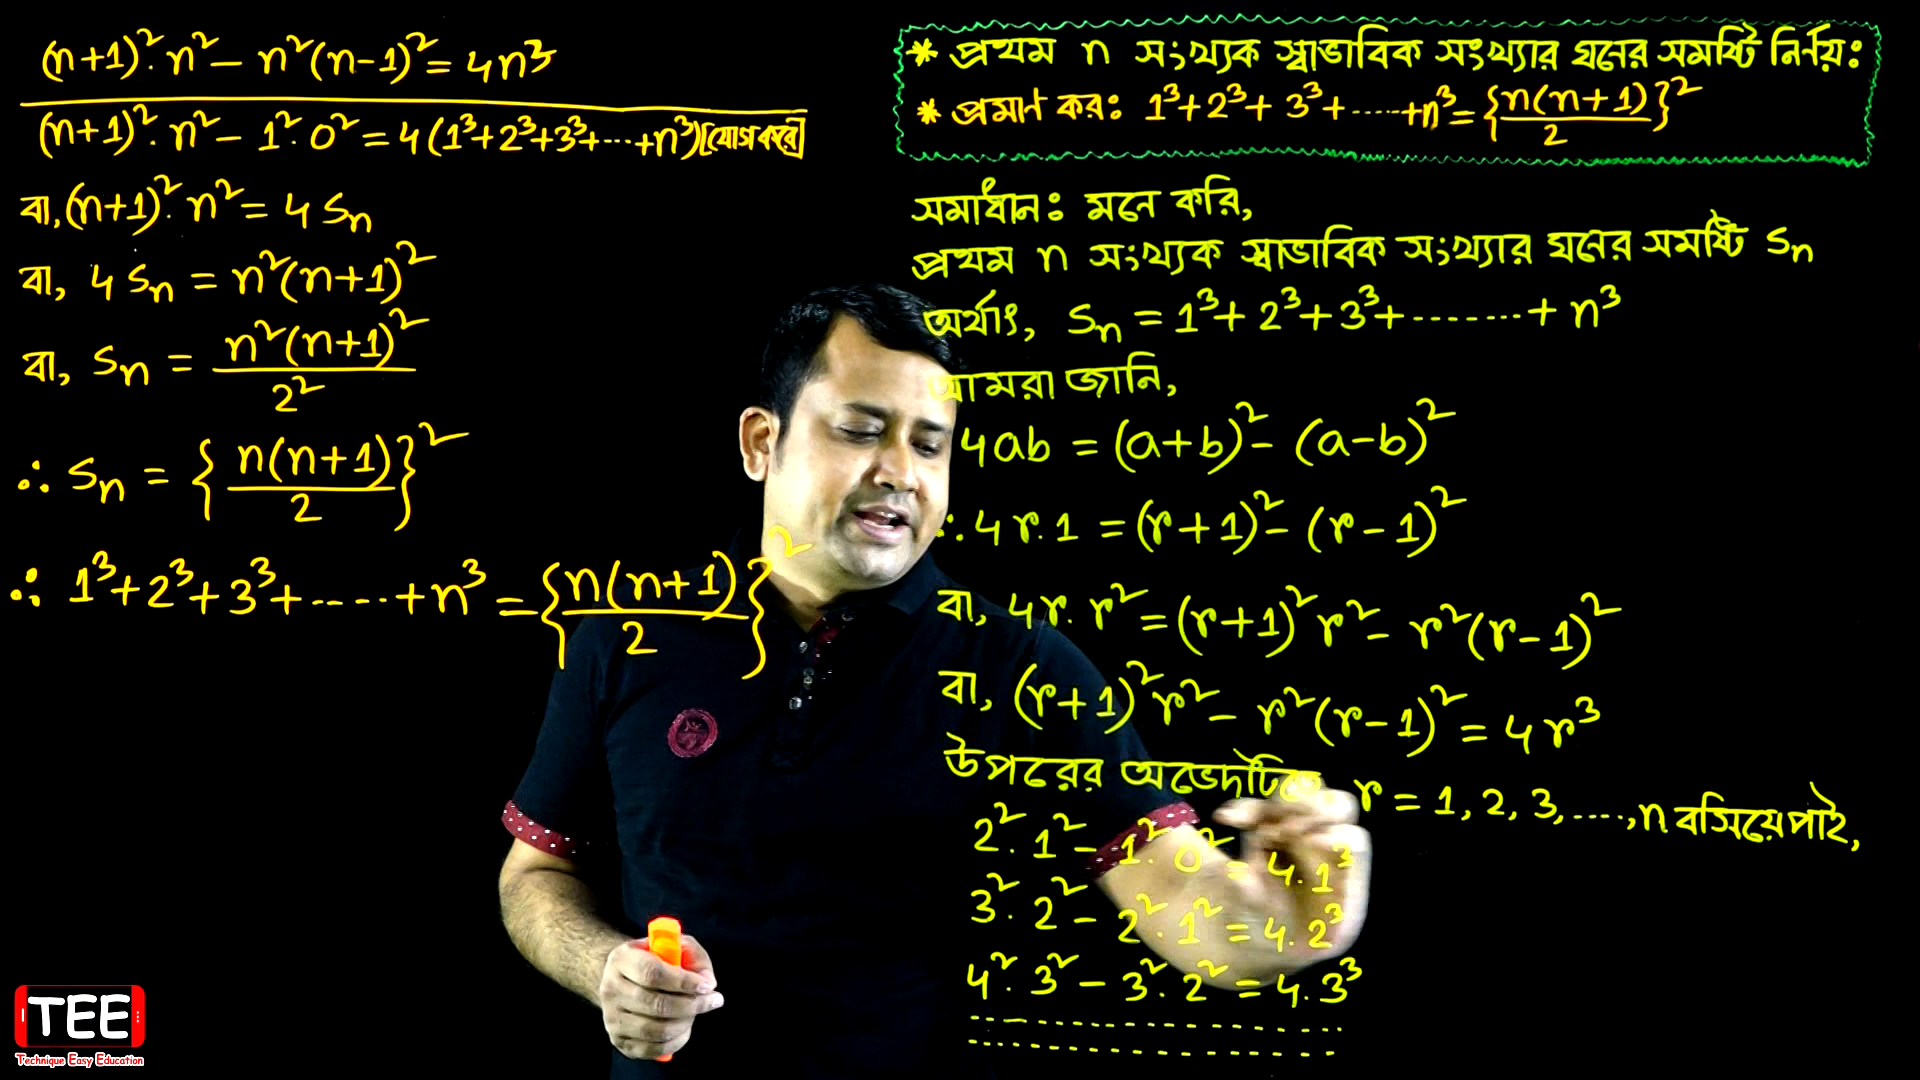 * প্রথম n সংখ্যক স্বাভাবিক সংখ্যার ঘনের সমষ্টি নির্ণয়ঃ
* প্রমাণ করঃ 1³+2³+3³+.....+n³={n(n+1)/2}²
সমাধানঃ মনে করি,
প্রথম n সংখ্যক স্বাভাবিক সংখ্যার ঘনের সমষ্টি Sn
অর্থাৎ, Sn = 1³+2³+3³+........+n³
আমরা জানি,
4ab = (a+b)²-(a-b)²
∴ 4r.1 = (r+1)²-(r-1)²
বা, 4r.r² = (r+1)²r²-r²(r-1)²
বা, (r+1)²r²-r²(r-1)² = 4r³
উপরের অভেদটিতে r = 1, 2, 3,....,n বসিয়ে পাই,
2².1²-1².0² = 4.1³
3².2²-2².1² = 4.2³
4².3²-3².2² = 4.3³
(n+1)².n²-n²(n-1)² = 4n³
(n+1)².n²-1².0² = 4(1³+2³+3³+...+n³) [যোগ করে]
বা, (n+1)².n² = 4Sn
বা, 4Sn = n²(n+1)²
বা, Sn = n²(n+1)²/2²
∴ Sn = {n(n+1)/2}²
∴ 1³+2³+3³+.....+n³ = {n(n+1)/2}²
TEE
Technique Easy Education